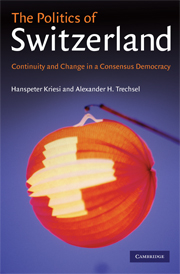 The Politics of
Switzerland
Continuity and Change in a Consensus Democracy
Hanspeter Kriesi and Alexander H. Trechsel
CAMBRIDGE